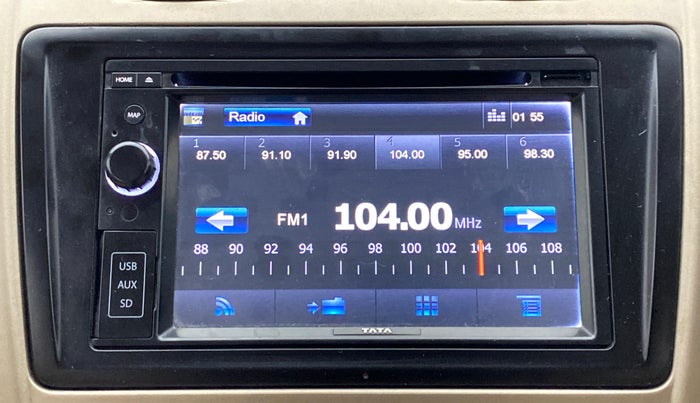 HOME
MAP
Radio
01 55
1 2 3 4 5 6
87.50 91.10 91.90 104.00 95.00 98.30
FM1 104.00 MHz
88 90 92 94 96 98 100 102 104 106 108
USB
AUX
SD
TATA